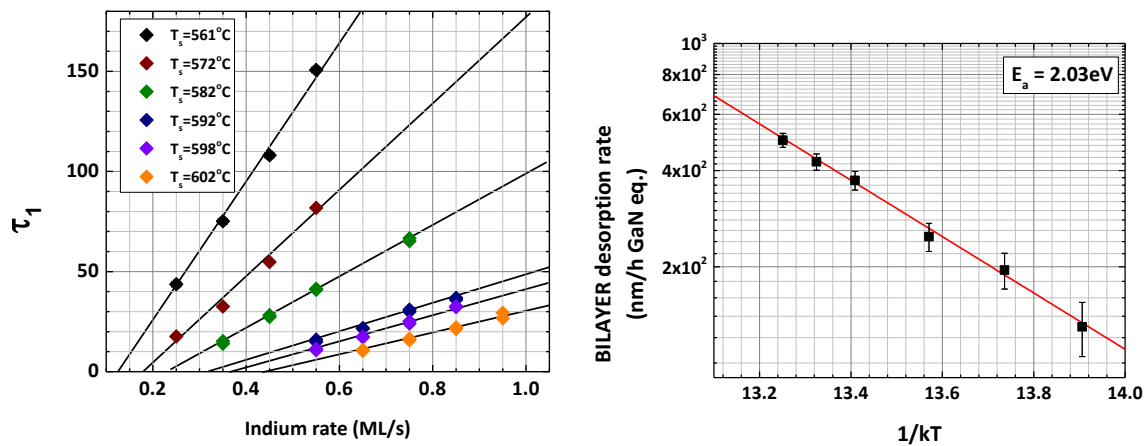 τ1
150
100
50
0
Ts=561°C
Ts=572°C
Ts=582°C
Ts=592°C
Ts=598°C
Ts=602°C
0.2 0.4 0.6 0.8 1.0
Indium rate (ML/s)
BILAYER desorption rate
(nm/h GaN eq.)
10³
8x10²
6x10²
4x10²
2x10²
Ea = 2.03eV
13.2 13.4 13.6 13.8 14.0
1/kT